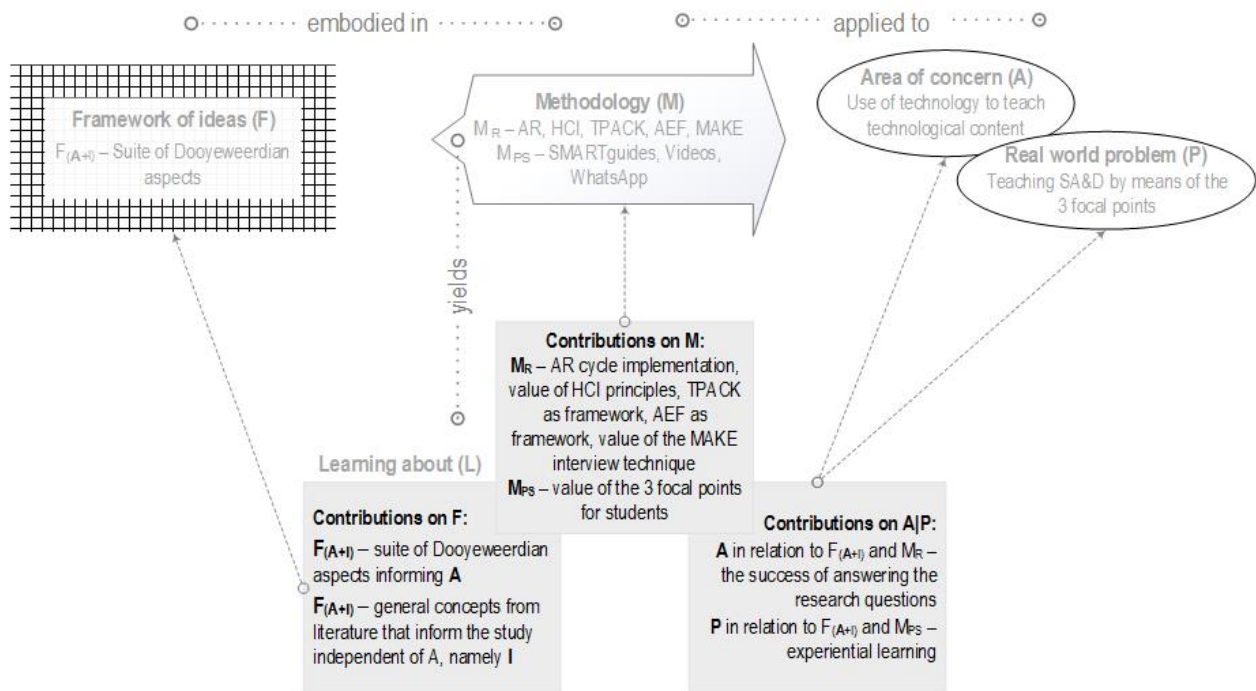 embodied in
applied to
Framework of ideas (F)
F(A+I) – Suite of Dooyeweerdian
aspects
Methodology (M)
MR – AR, HCI, TPACK, AEF, MAKE
MPS – SMARTguides, Videos,
WhatsApp
Area of concern (A)
Use of technology to teach
technological content
Real world problem (P)
Teaching SA&D by means of the
3 focal points
yields
Contributions on M:
MR – AR cycle implementation,
value of HCI principles, TPACK
as framework, AEF as
framework, value of the MAKE
interview technique
MPS – value of the 3 focal points
for students
Learning about (L)
Contributions on F:
F(A+I) – suite of Dooyeweerdian
aspects informing A
F(A+I) – general concepts from
literature that inform the study
independent of A, namely I
Contributions on A|P:
A in relation to F(A+I) and MR –
the success of answering the
research questions
P in relation to F(A+I) and MPS –
experiential learning